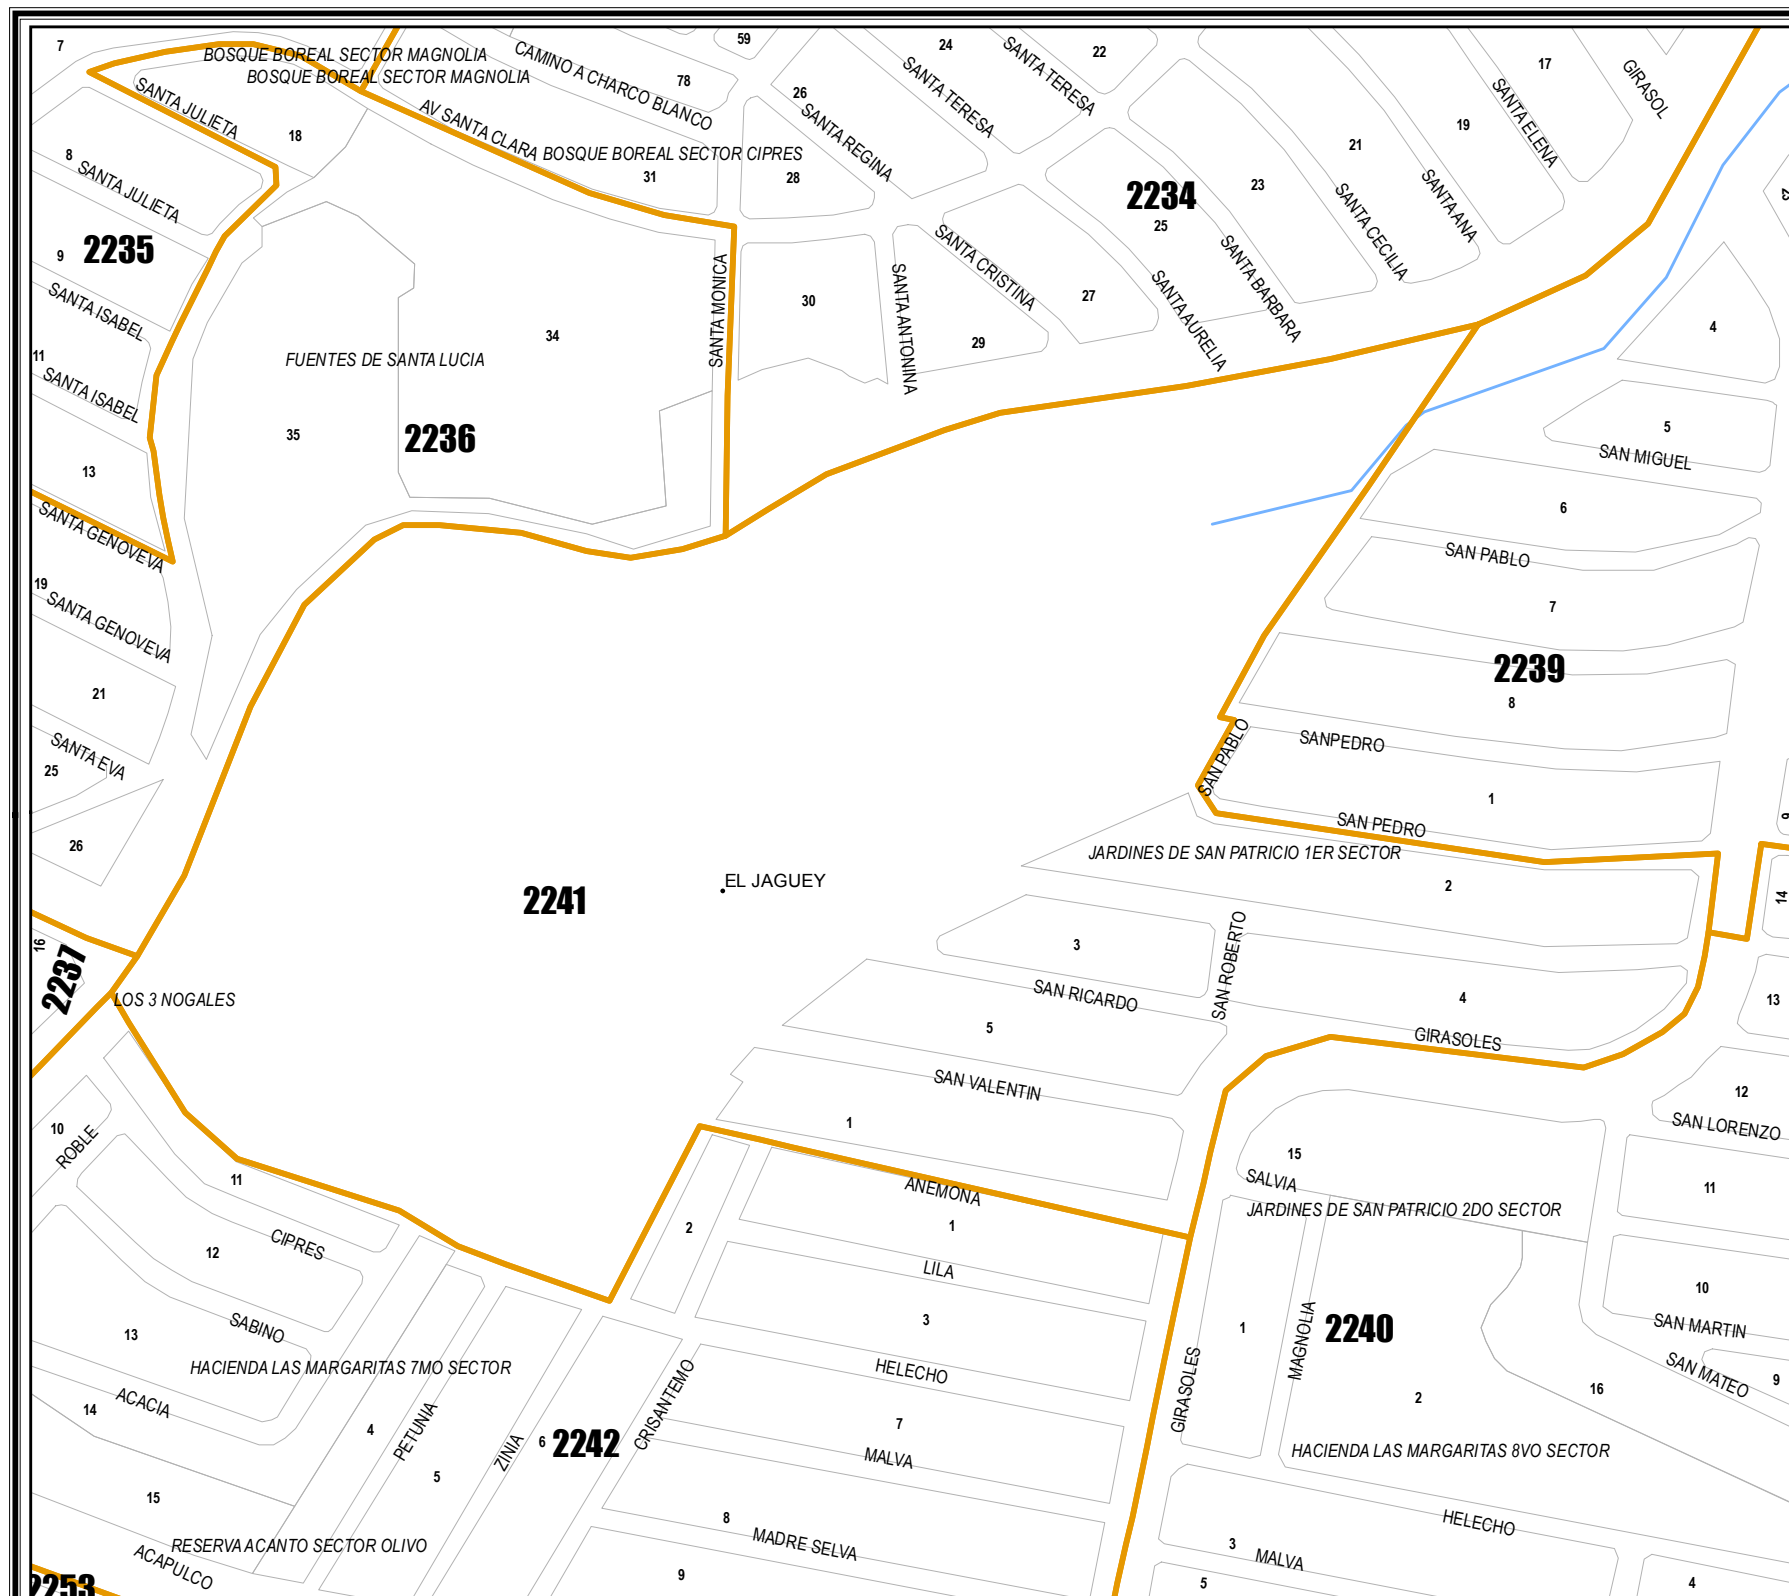 7
BOSQUE BOREAL SECTOR MAGNOLIA
BOSQUE BOREAL SECTOR MAGNOLIA
CAMINO A CHARCO BLANCO
59
78
24
SANTA TERESA
22
17
GIRASOL
SANTA JULIETA
18
AV SANTA CLARA
BOSQUE BOREAL SECTOR CIPRES
26
SANTA REGINA
SANTA TERESA
SANTA ELENA
19
21
8
SANTA JULIETA
31
28
2234
25
23
SANTA CECILIA
SANTA ANA
23
2235
9
SANTA ISABEL
SANTA MONICA
30
SANTA ANTONINA
SANTA CRISTINA
27
29
SANTA AURELIA
SANTA BARBARA
4
11
SANTA ISABEL
FUENTES DE SANTA LUCIA
34
35
2236
5
SAN MIGUEL
13
SANTA GENOVEVA
6
SAN PABLO
19
SANTA GENOVEVA
7
21
2239
8
SANTA EVA
25
SAN PABLO
SANPEDRO
1
9
26
SAN PEDRO
JARDINES DE SAN PATRICIO 1ER SECTOR
EL JAGUEY
2241
2
14
16
2237
LOS 3 NOGALES
3
SAN ROBERTO
SAN RICARDO
4
13
5
GIRASOLES
SAN VALENTIN
12
SAN LORENZO
10
ROBLE
1
15
SALVIA
11
11
ANEMONA
JARDINES DE SAN PATRICIO 2DO SECTOR
2
1
CIPRES
12
LILA
10
SABINO
13
3
1
MAGNOLIA
2240
SAN MARTIN
HACIENDA LAS MARGARITAS 7MO SECTOR
HELECHO
GIRASOLES
SAN MATEO
9
16
2
ACACIA
14
4
PETUNIA
ZINIA
6
2242
CRISANTEMO
7
MALVA
HACIENDA LAS MARGARITAS 8VO SECTOR
5
15
8
MADRE SELVA
HELECHO
RESERVA ACANTO SECTOR OLIVO
ACAPULCO
3
MALVA
9
5
4
2253